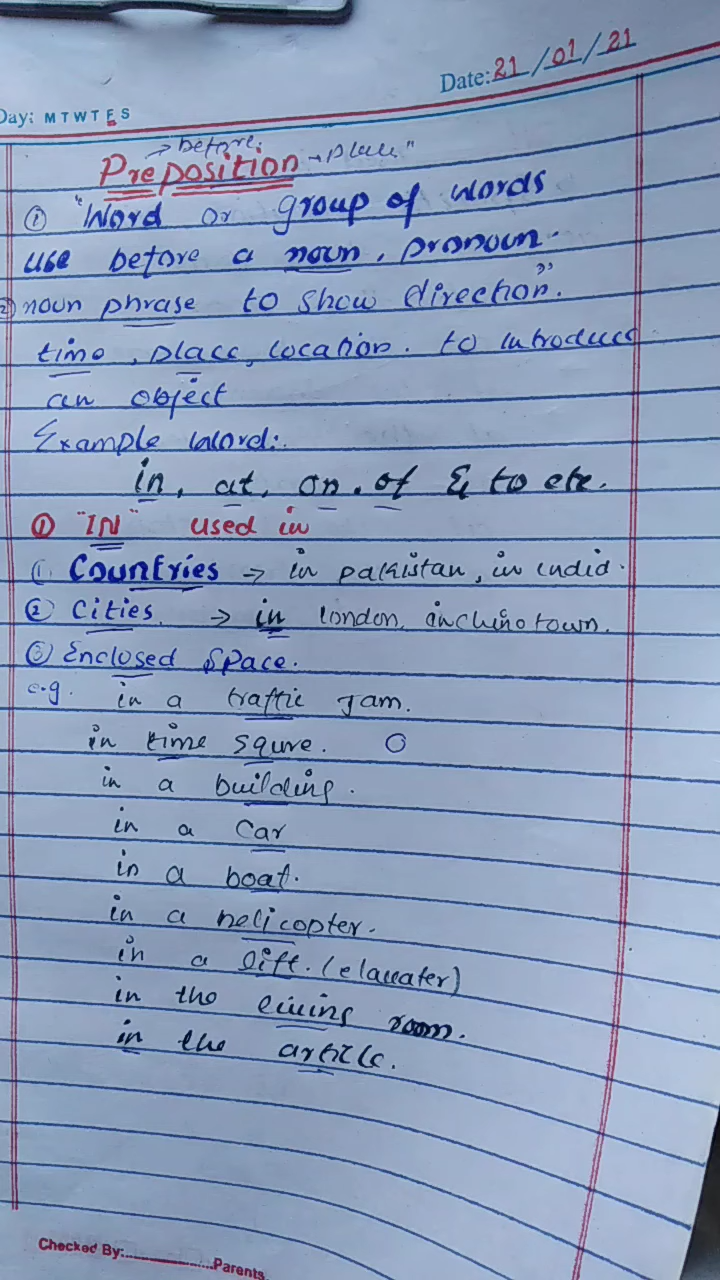 Date: 21/01/21
Day: M T W T F S
→ before. → place"
Preposition
① "Word or group of words
use before a noun, pronoun.
② noun phrase to show direction.”
time, place, location. to introduce
an object
Example Word:.
in, at, on, of & to etc.
① "IN" used in
① Countries → in pakistan, in india.
② Cities. → in london, in china town.
③ Enclosed Space.
e.g. in a traffic Jam.
in time squre.
in a building.
in a car
in a boat.
in a helicopter.
in a lift. (elavater)
in the living room.
in the article.
Checked By:..................Parents